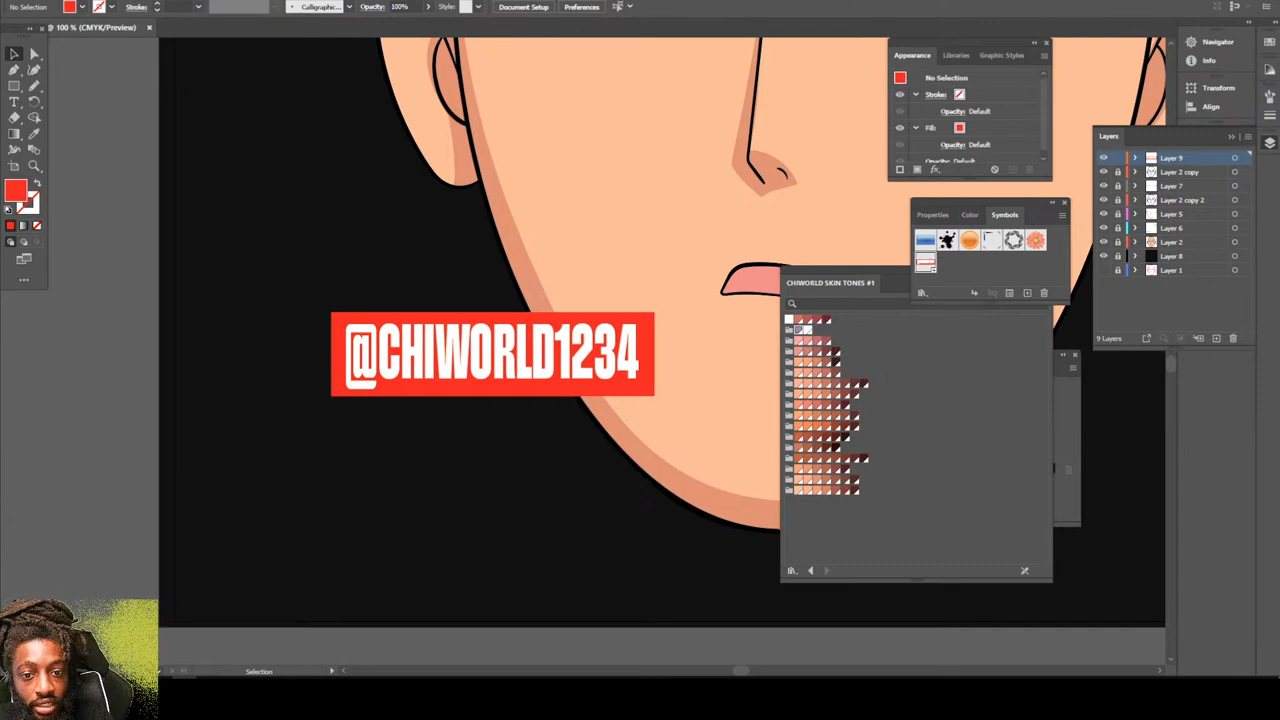 No Selection
Stroke:
Calligraphic...
Opacity: 100%
Style:
Document Setup
Preferences
100 % (CMYK/Preview)
Appearance
Libraries
Graphic Styles
No Selection
Stroke:
Opacity: Default
Fill:
Opacity: Default
Opacity: Default
Navigator
Info
Transform
Align
Layers
Layer 9
Layer 2 copy
Layer 7
Layer 2 copy 2
Layer 5
Layer 6
Layer 2
Layer 8
Layer 1
9 Layers
Properties
Color
Symbols
CHIWORLD SKIN TONES #1
@CHIWORLD1234
Selection